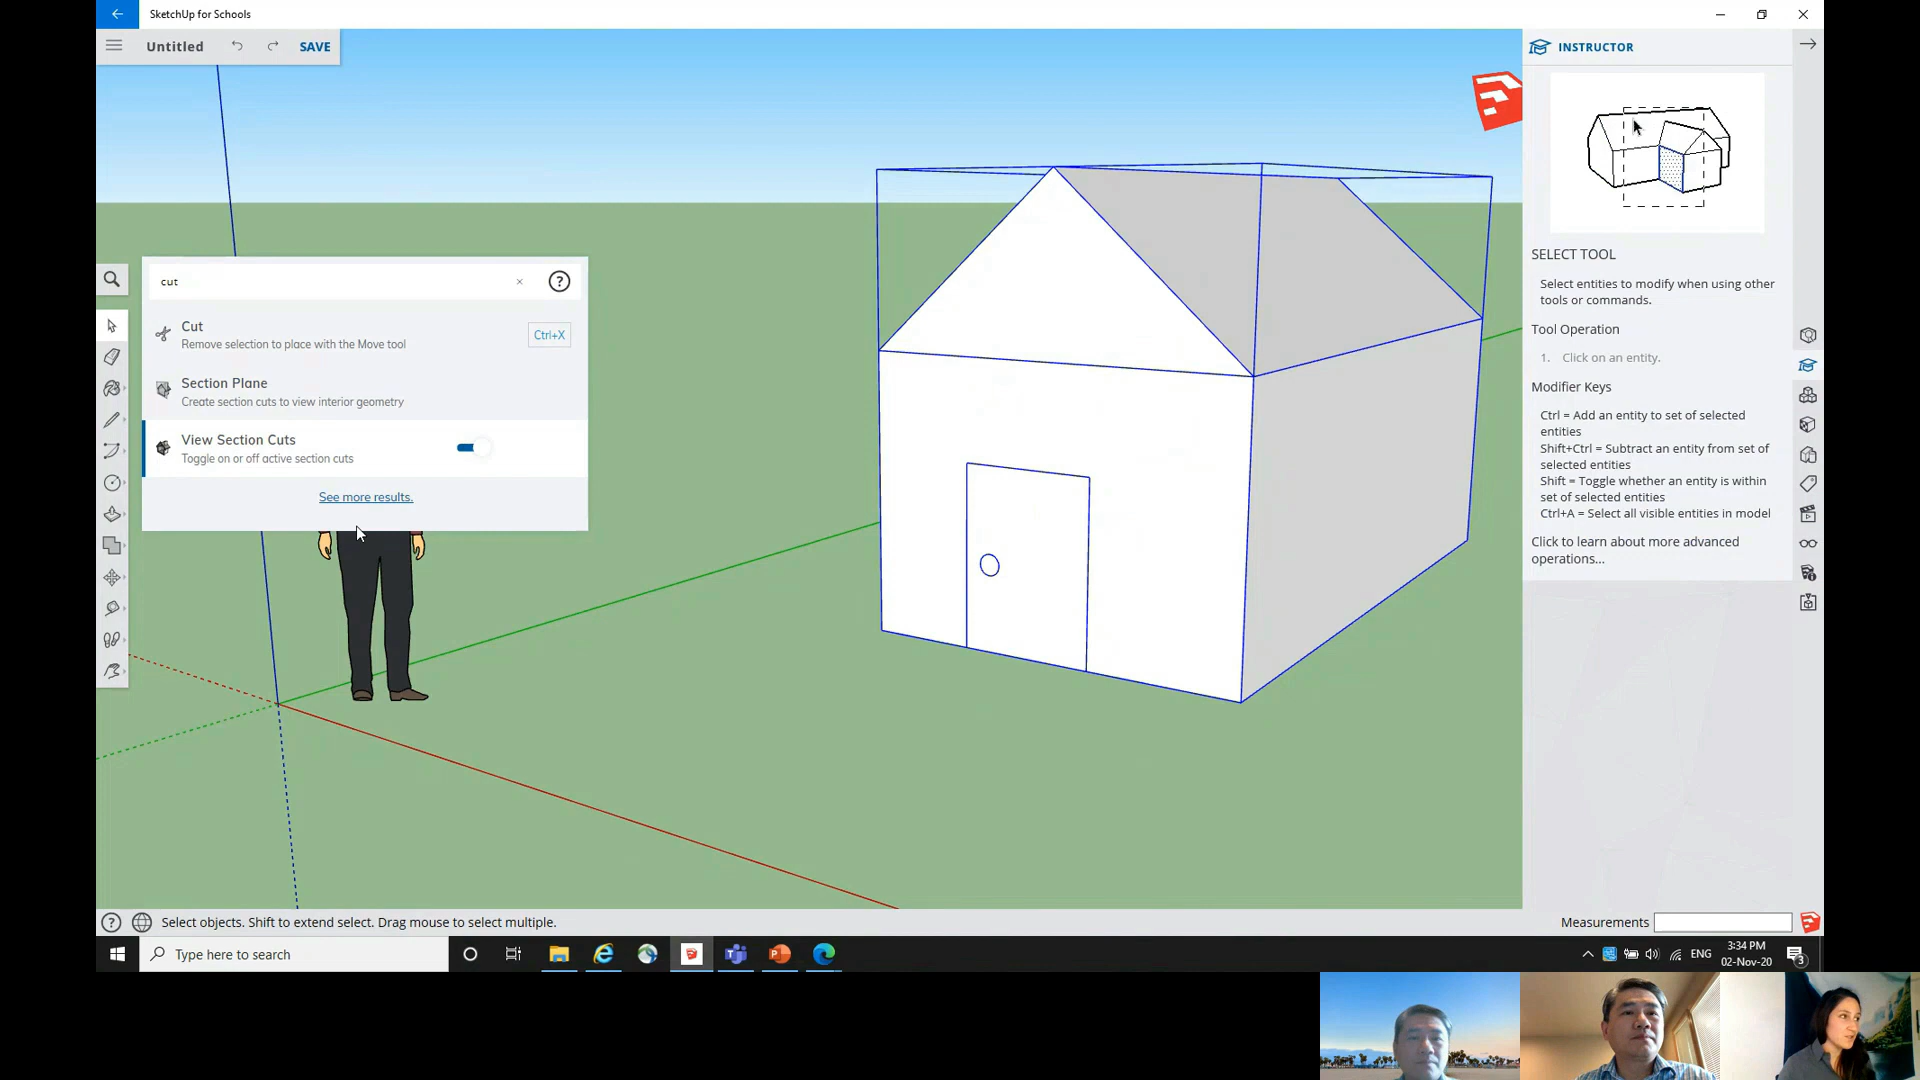 SketchUp for Schools
Untitled
SAVE
INSTRUCTOR
cut
?
Cut
Remove selection to place with the Move tool
Ctrl+X
Section Plane
Create section cuts to view interior geometry
View Section Cuts
Toggle on or off active section cuts
See more results.
SELECT TOOL
Select entities to modify when using other
tools or commands.
Tool Operation
1. Click on an entity.
Modifier Keys
Ctrl = Add an entity to set of selected
entities
Shift+Ctrl = Subtract an entity from set of
selected entities
Shift = Toggle whether an entity is within
set of selected entities
Ctrl+A = Select all visible entities in model
Click to learn about more advanced
operations...
?
Select objects. Shift to extend select. Drag mouse to select multiple.
Measurements
Type here to search
ENG
3:34 PM
02-Nov-20
3